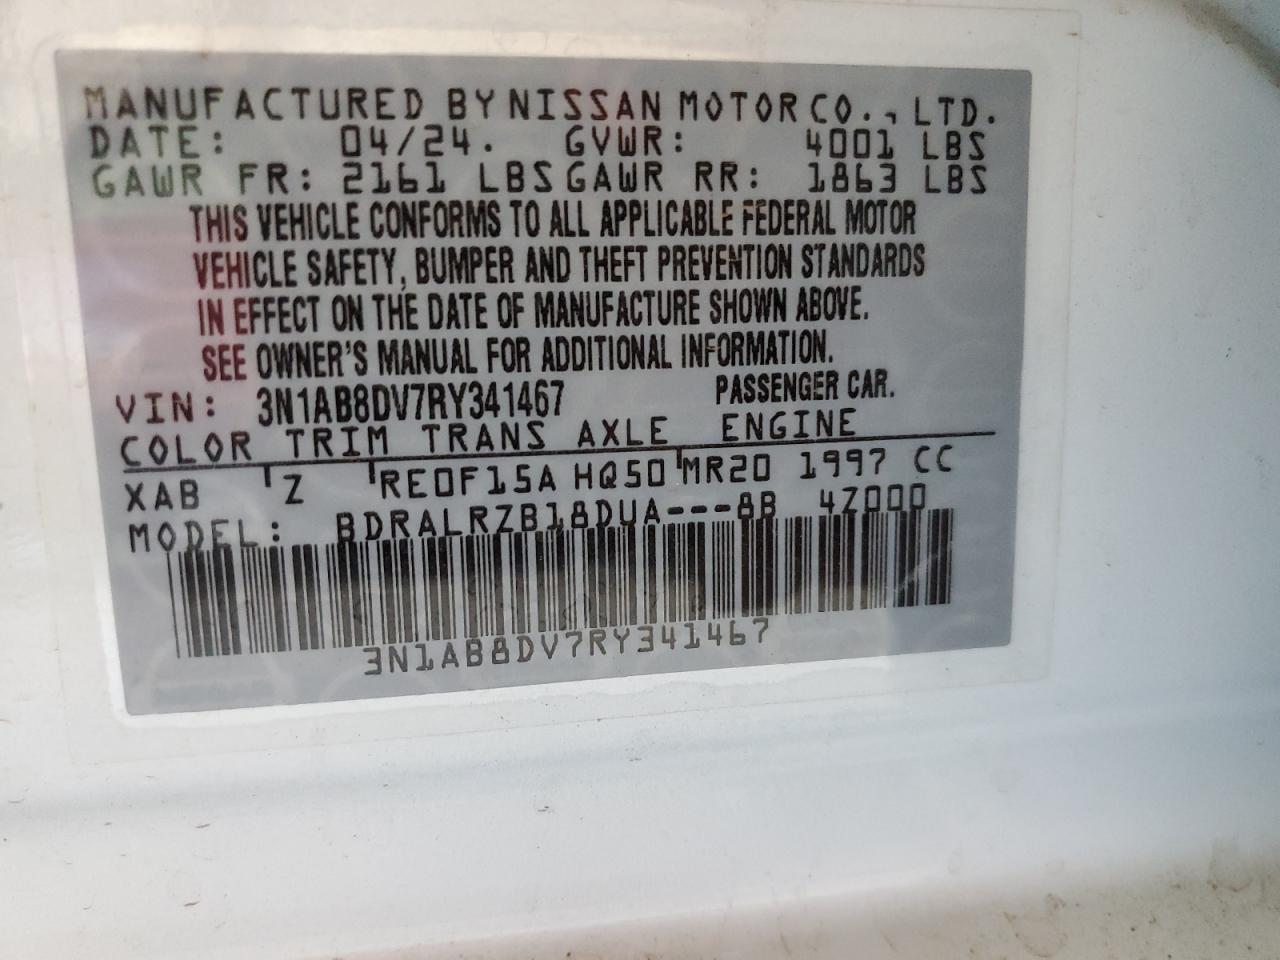 MANUFACTURED BY NISSAN MOTOR CO., LTD.
DATE: 04/24. GVWR: 4001 LBS
GAWR FR: 2161 LBS GAWR RR: 1863 LBS
THIS VEHICLE CONFORMS TO ALL APPLICABLE FEDERAL MOTOR
VEHICLE SAFETY, BUMPER AND THEFT PREVENTION STANDARDS
IN EFFECT ON THE DATE OF MANUFACTURE SHOWN ABOVE.
SEE OWNER'S MANUAL FOR ADDITIONAL INFORMATION.
VIN: 3N1AB8DV7RY341467 PASSENGER CAR.
COLOR TRIM TRANS AXLE ENGINE
XAB Z RE0F15A HQ50 MR20 1997 CC
MODEL: BDRALRZB18DUA---8B 4Z000
3N1AB8DV7RY341467